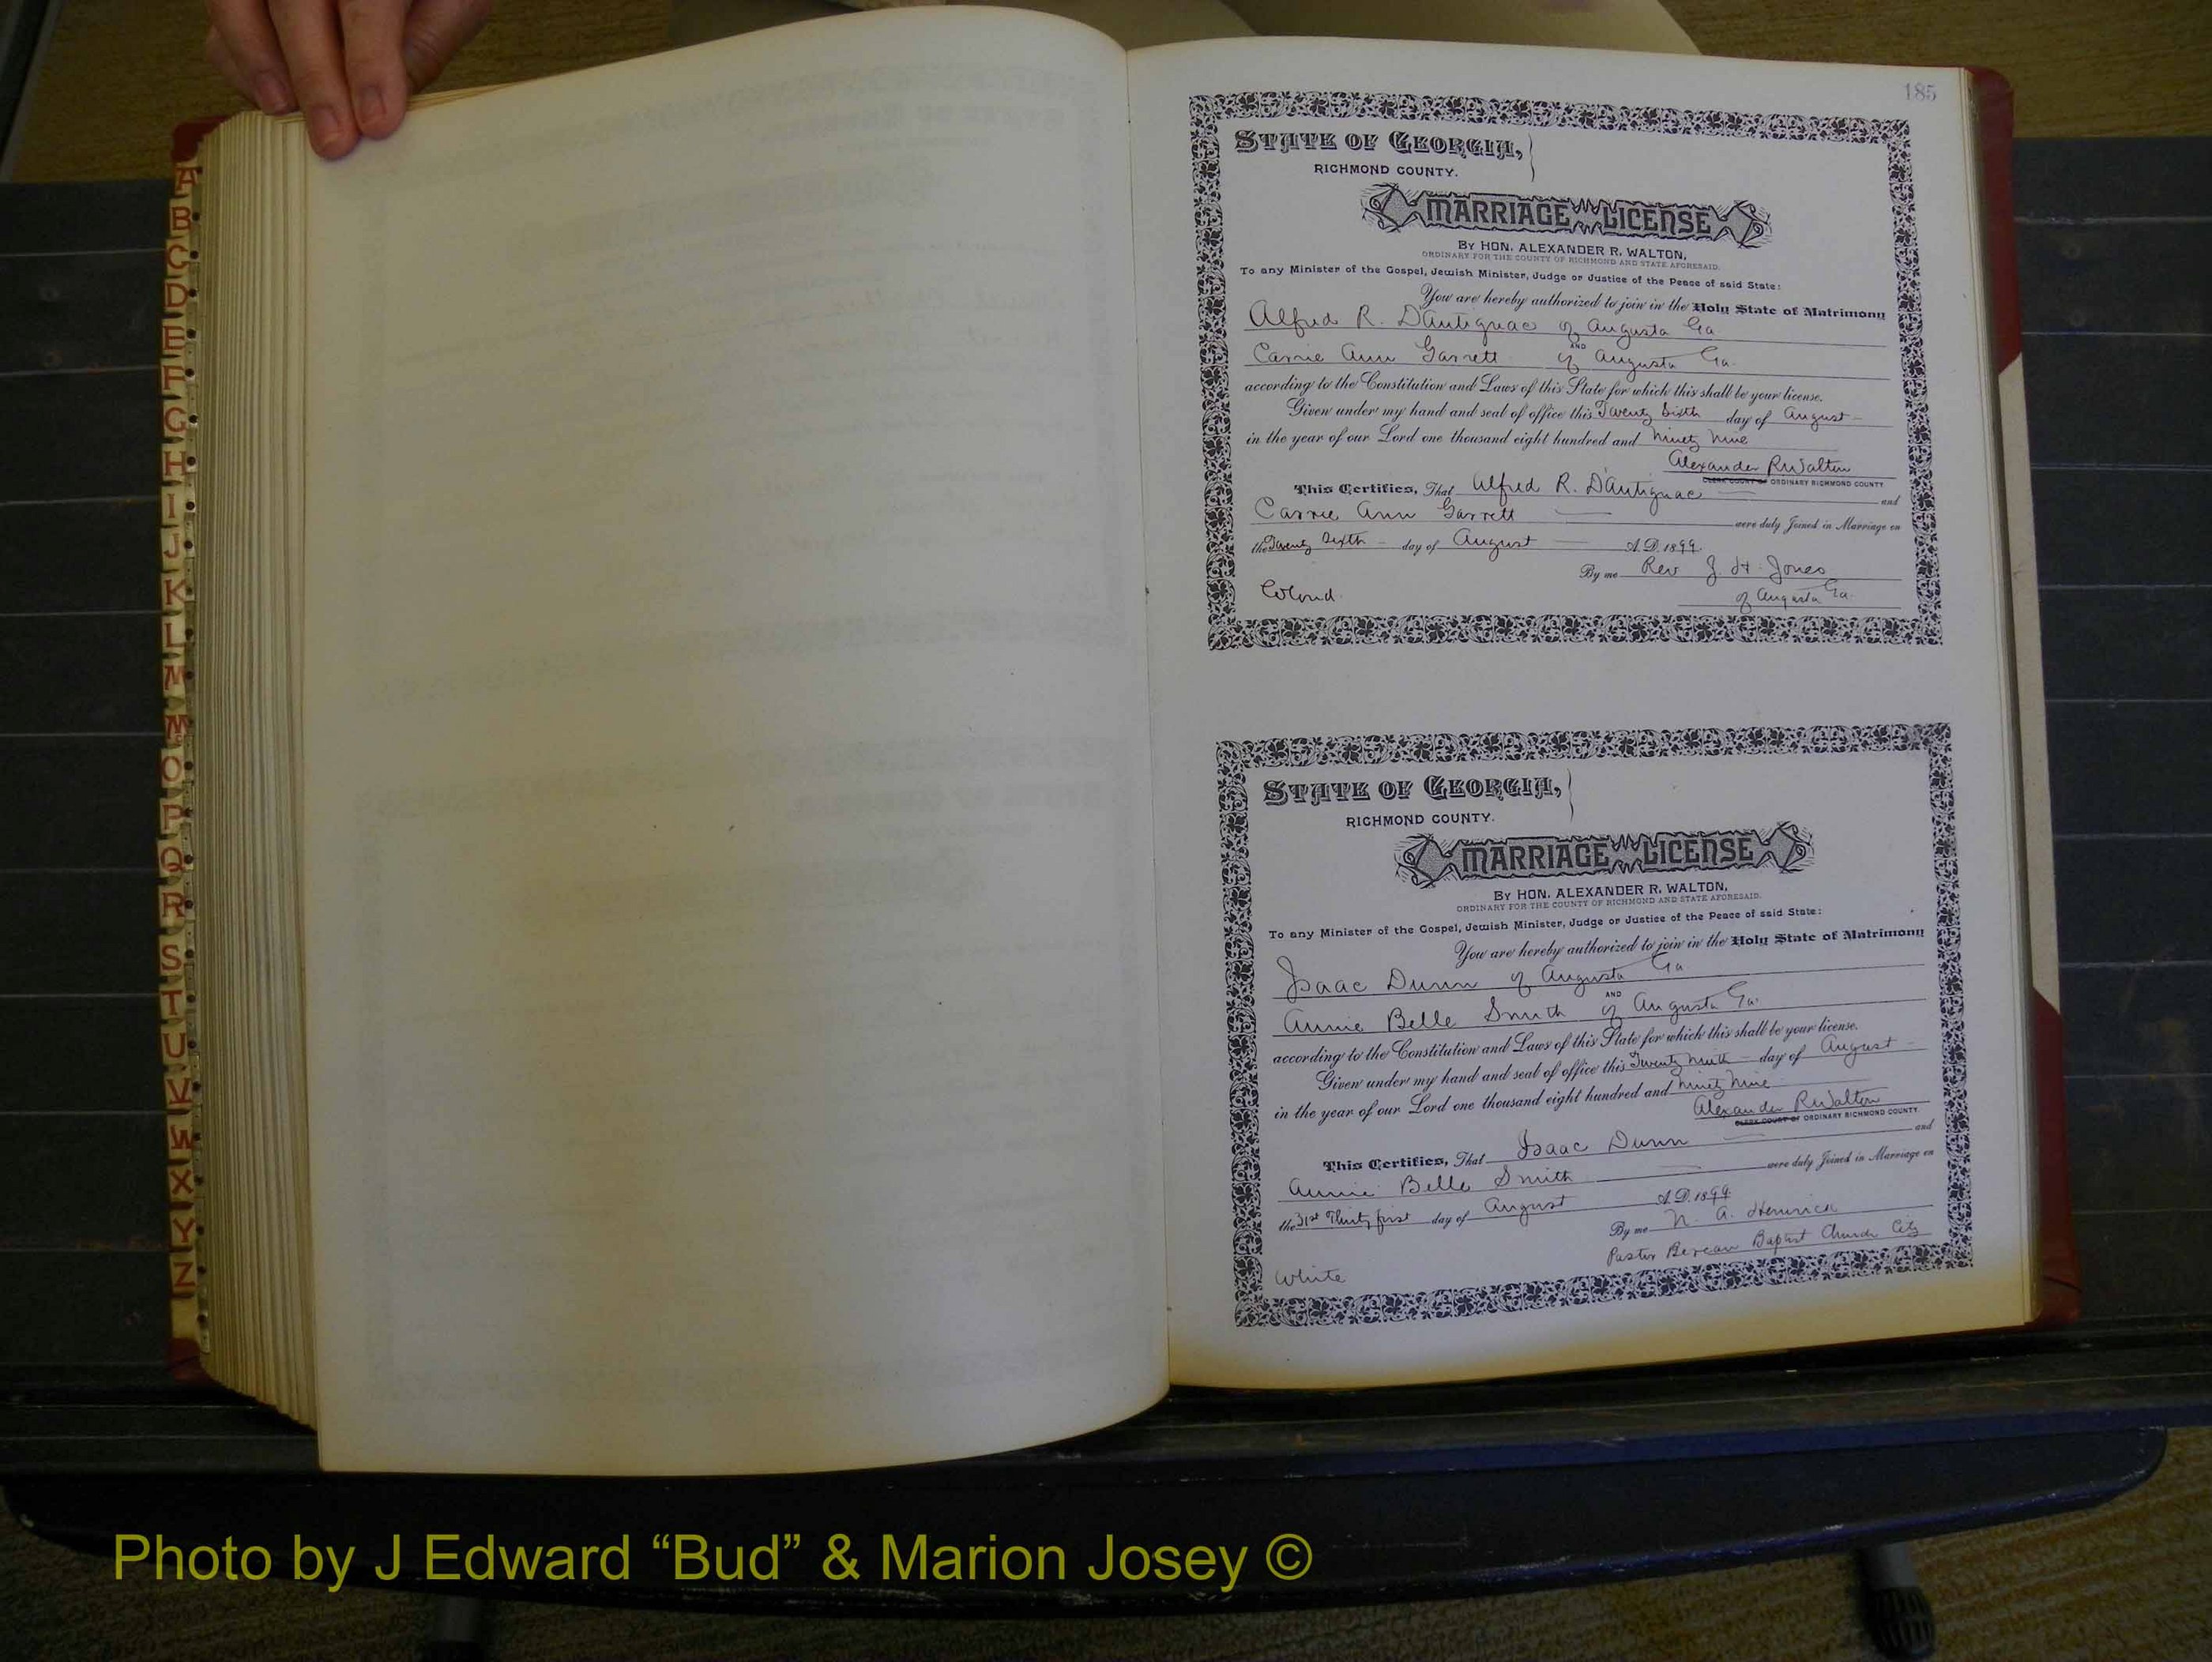 185
STATE OF GEORGIA,
RICHMOND COUNTY.
MARRIAGE LICENSE
BY HON. ALEXANDER R. WALTON,
ORDINARY FOR THE COUNTY OF RICHMOND AND STATE AFORESAID.
To any Minister of the Gospel, Jewish Minister, Judge or Justice of the Peace of said State:
You are hereby authorized to join in the Holy State of Matrimony
Alfred R. D'Antignac of Augusta Ga
AND
Carrie Ann Garrett of Augusta Ga.
according to the Constitution and Laws of this State for which this shall be your license.
Given under my hand and seal of office this Twenty Sixth day of August
in the year of our Lord one thousand eight hundred and Ninety Nine
Alexander R Walton
CLERK COURT OF ORDINARY RICHMOND COUNTY
This Certifies, That Alfred R. D'Antignac and
Carrie Ann Garrett were duly Joined in Marriage on
the Twenty Sixth day of August A.D. 1899.
By me Rev J. H. Jones
Colored of Augusta Ga.
STATE OF GEORGIA,
RICHMOND COUNTY.
MARRIAGE LICENSE
BY HON. ALEXANDER R. WALTON,
ORDINARY FOR THE COUNTY OF RICHMOND AND STATE AFORESAID.
To any Minister of the Gospel, Jewish Minister, Judge or Justice of the Peace of said State:
You are hereby authorized to join in the Holy State of Matrimony
Isaac Dunn of Augusta Ga
AND
Annie Belle Smith of Augusta Ga.
according to the Constitution and Laws of this State for which this shall be your license.
Given under my hand and seal of office this Twenty Ninth day of August
in the year of our Lord one thousand eight hundred and Ninety Nine
Alexander R Walton
CLERK COURT OF ORDINARY RICHMOND COUNTY
This Certifies, That Isaac Dunn and
Annie Belle Smith were duly Joined in Marriage on
the 31st Thirty first day of August A.D. 1899.
By me N. A.
Pastor Berean Baptist Church City
White
A
B
C
D
E
F
G
H
I
J
K
L
M
Mc
O
P
Q
R
S
T
U
V
W
X
Y
Z
Photo by J Edward “Bud” & Marion Josey ©